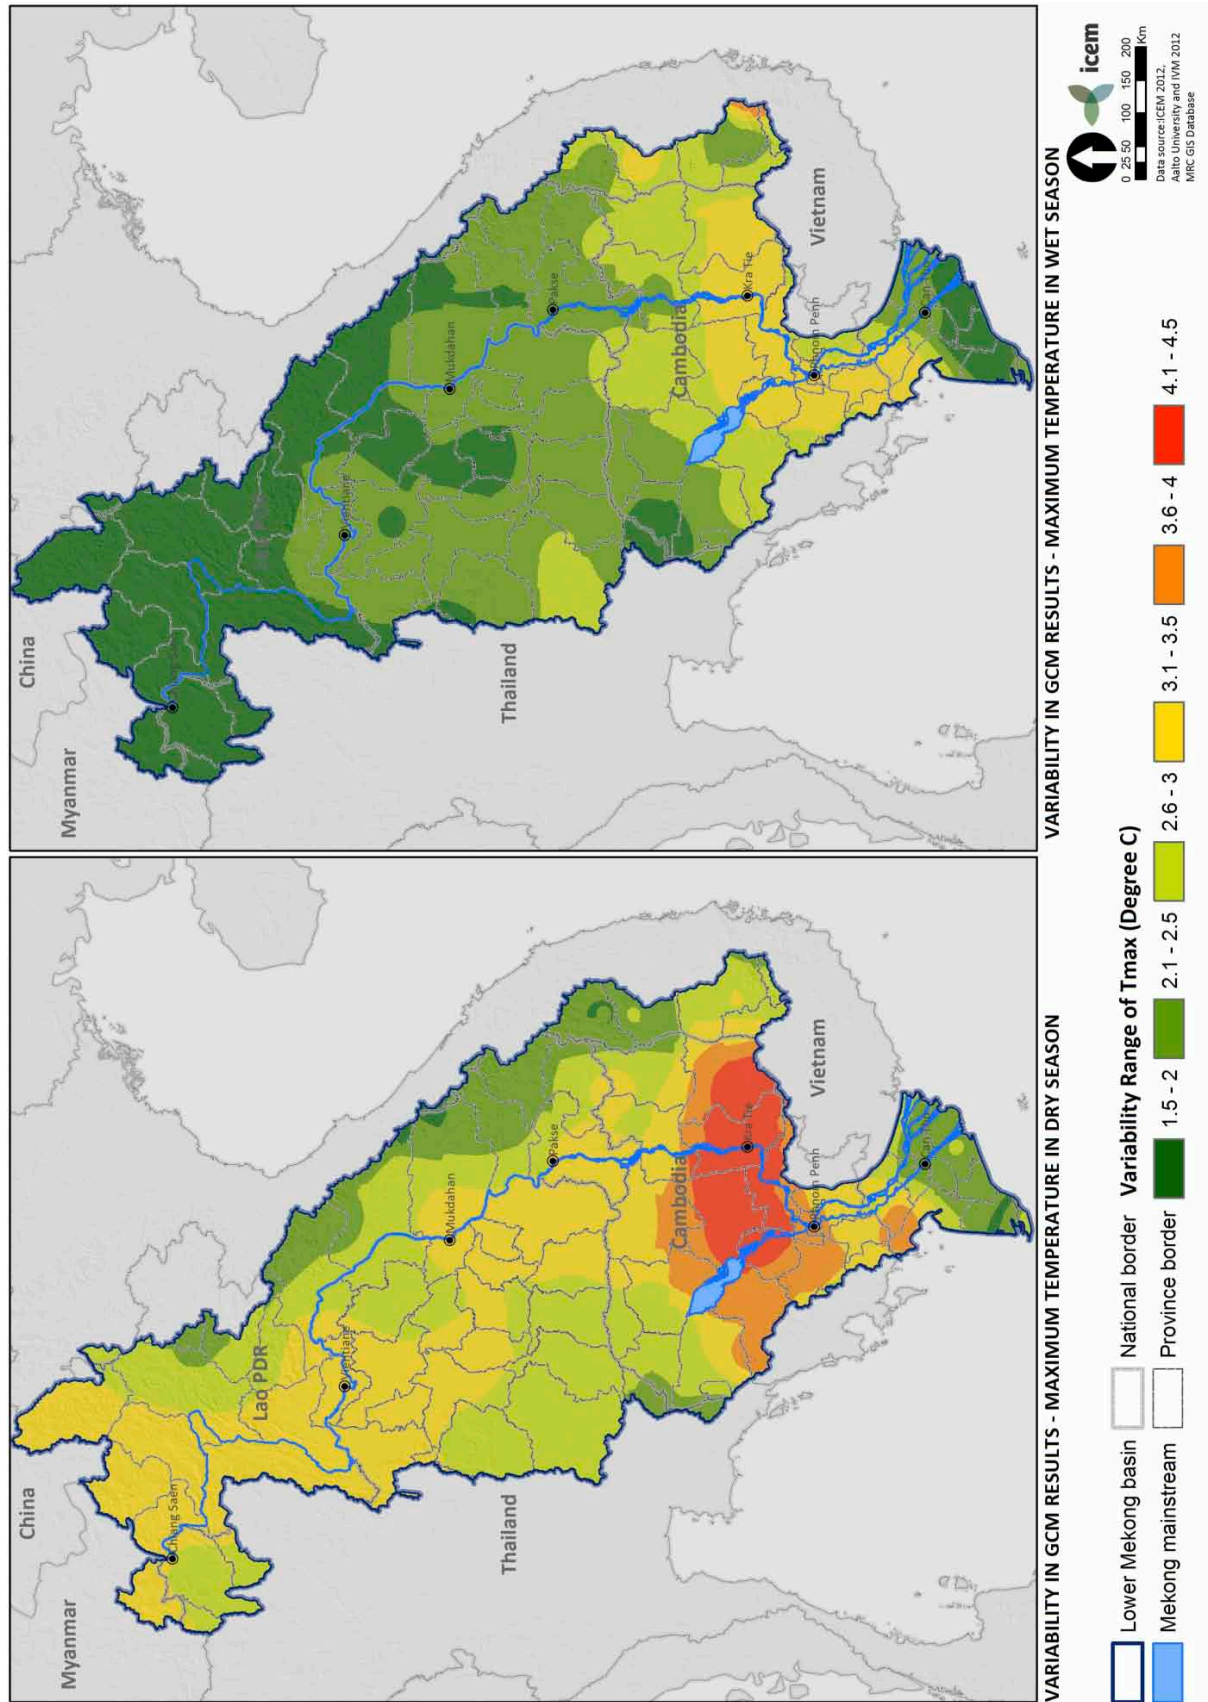 China
Myanmar
Chiang Saen
Lao PDR
Vientiane
Mukdahan
Thailand
Pakse
Cambodia
Kra Tie
Phnom Penh
Vietnam
Can Tho
VARIABILITY IN GCM RESULTS - MAXIMUM TEMPERATURE IN DRY SEASON
China
Myanmar
Vientiane
Mukdahan
Thailand
Pakse
Cambodia
Kra Tie
Phnom Penh
Vietnam
Can Tho
VARIABILITY IN GCM RESULTS - MAXIMUM TEMPERATURE IN WET SEASON
Lower Mekong basin
National border
Mekong mainstream
Province border
Variability Range of Tmax (Degree C)
1.5 - 2
2.1 - 2.5
2.6 - 3
3.1 - 3.5
3.6 - 4
4.1 - 4.5
icem
0 25 50 100 150 200
Km
Data source:ICEM 2012,
Aalto University and IVM 2012
MRC GIS Database